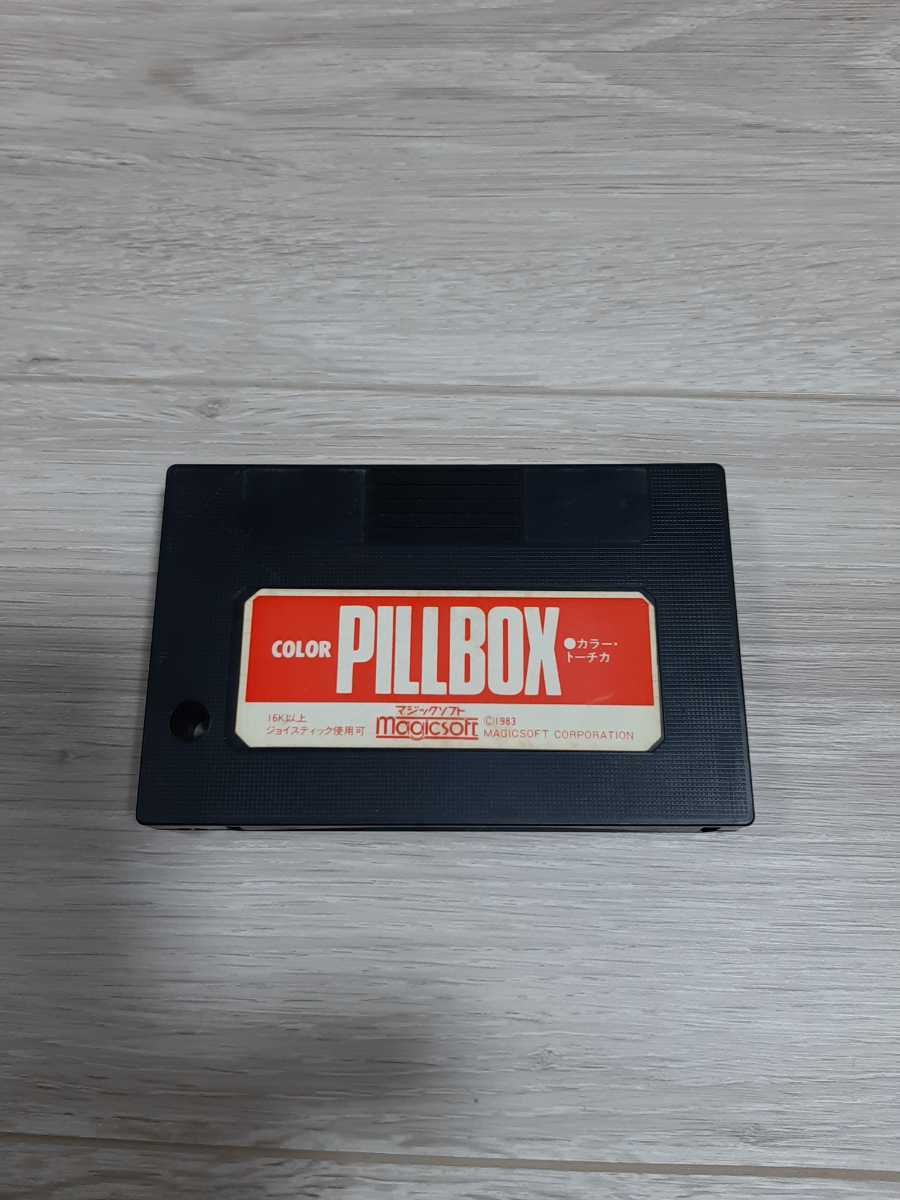 COLOR PILLBOX
●カラー・
トーチカ
16K以上
ジョイスティック使用可
マジックソフト
magicsoft
©1983
MAGICSOFT CORPORATION